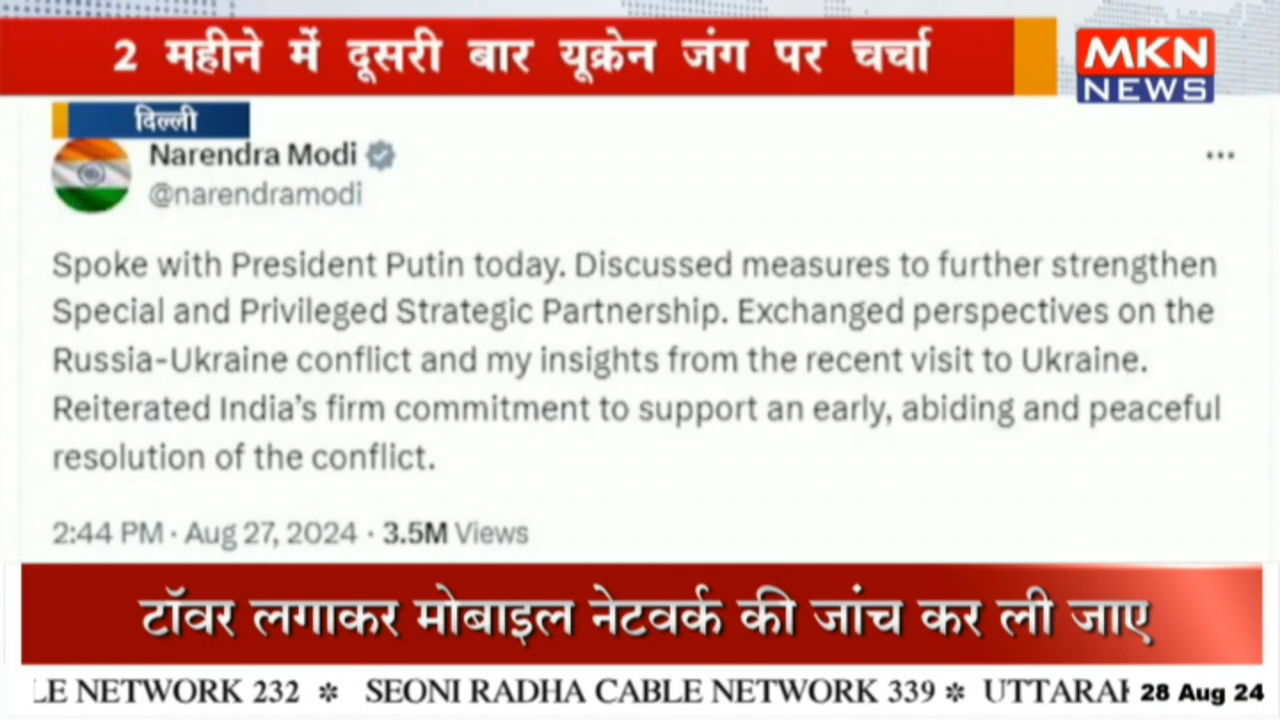 2 महीने में दूसरी बार यूक्रेन जंग पर चर्चा
MKN
NEWS
दिल्ली
Narendra Modi
@narendramodi
Spoke with President Putin today. Discussed measures to further strengthen
Special and Privileged Strategic Partnership. Exchanged perspectives on the
Russia-Ukraine conflict and my insights from the recent visit to Ukraine.
Reiterated India's firm commitment to support an early, abiding and peaceful
resolution of the conflict.
2:44 PM · Aug 27, 2024 · 3.5M Views
टॉवर लगाकर मोबाइल नेटवर्क की जांच कर ली जाए
LE NETWORK 232 ✲ SEONI RADHA CABLE NETWORK 339 ✲ 28 Aug 24